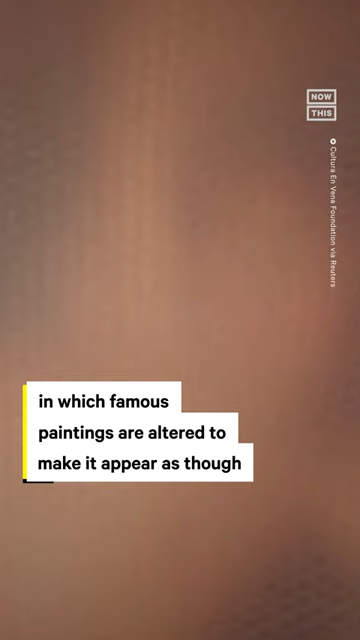 NOW
THIS
Cultura En Vena Foundation via Reuters
in which famous
paintings are altered to
make it appear as though